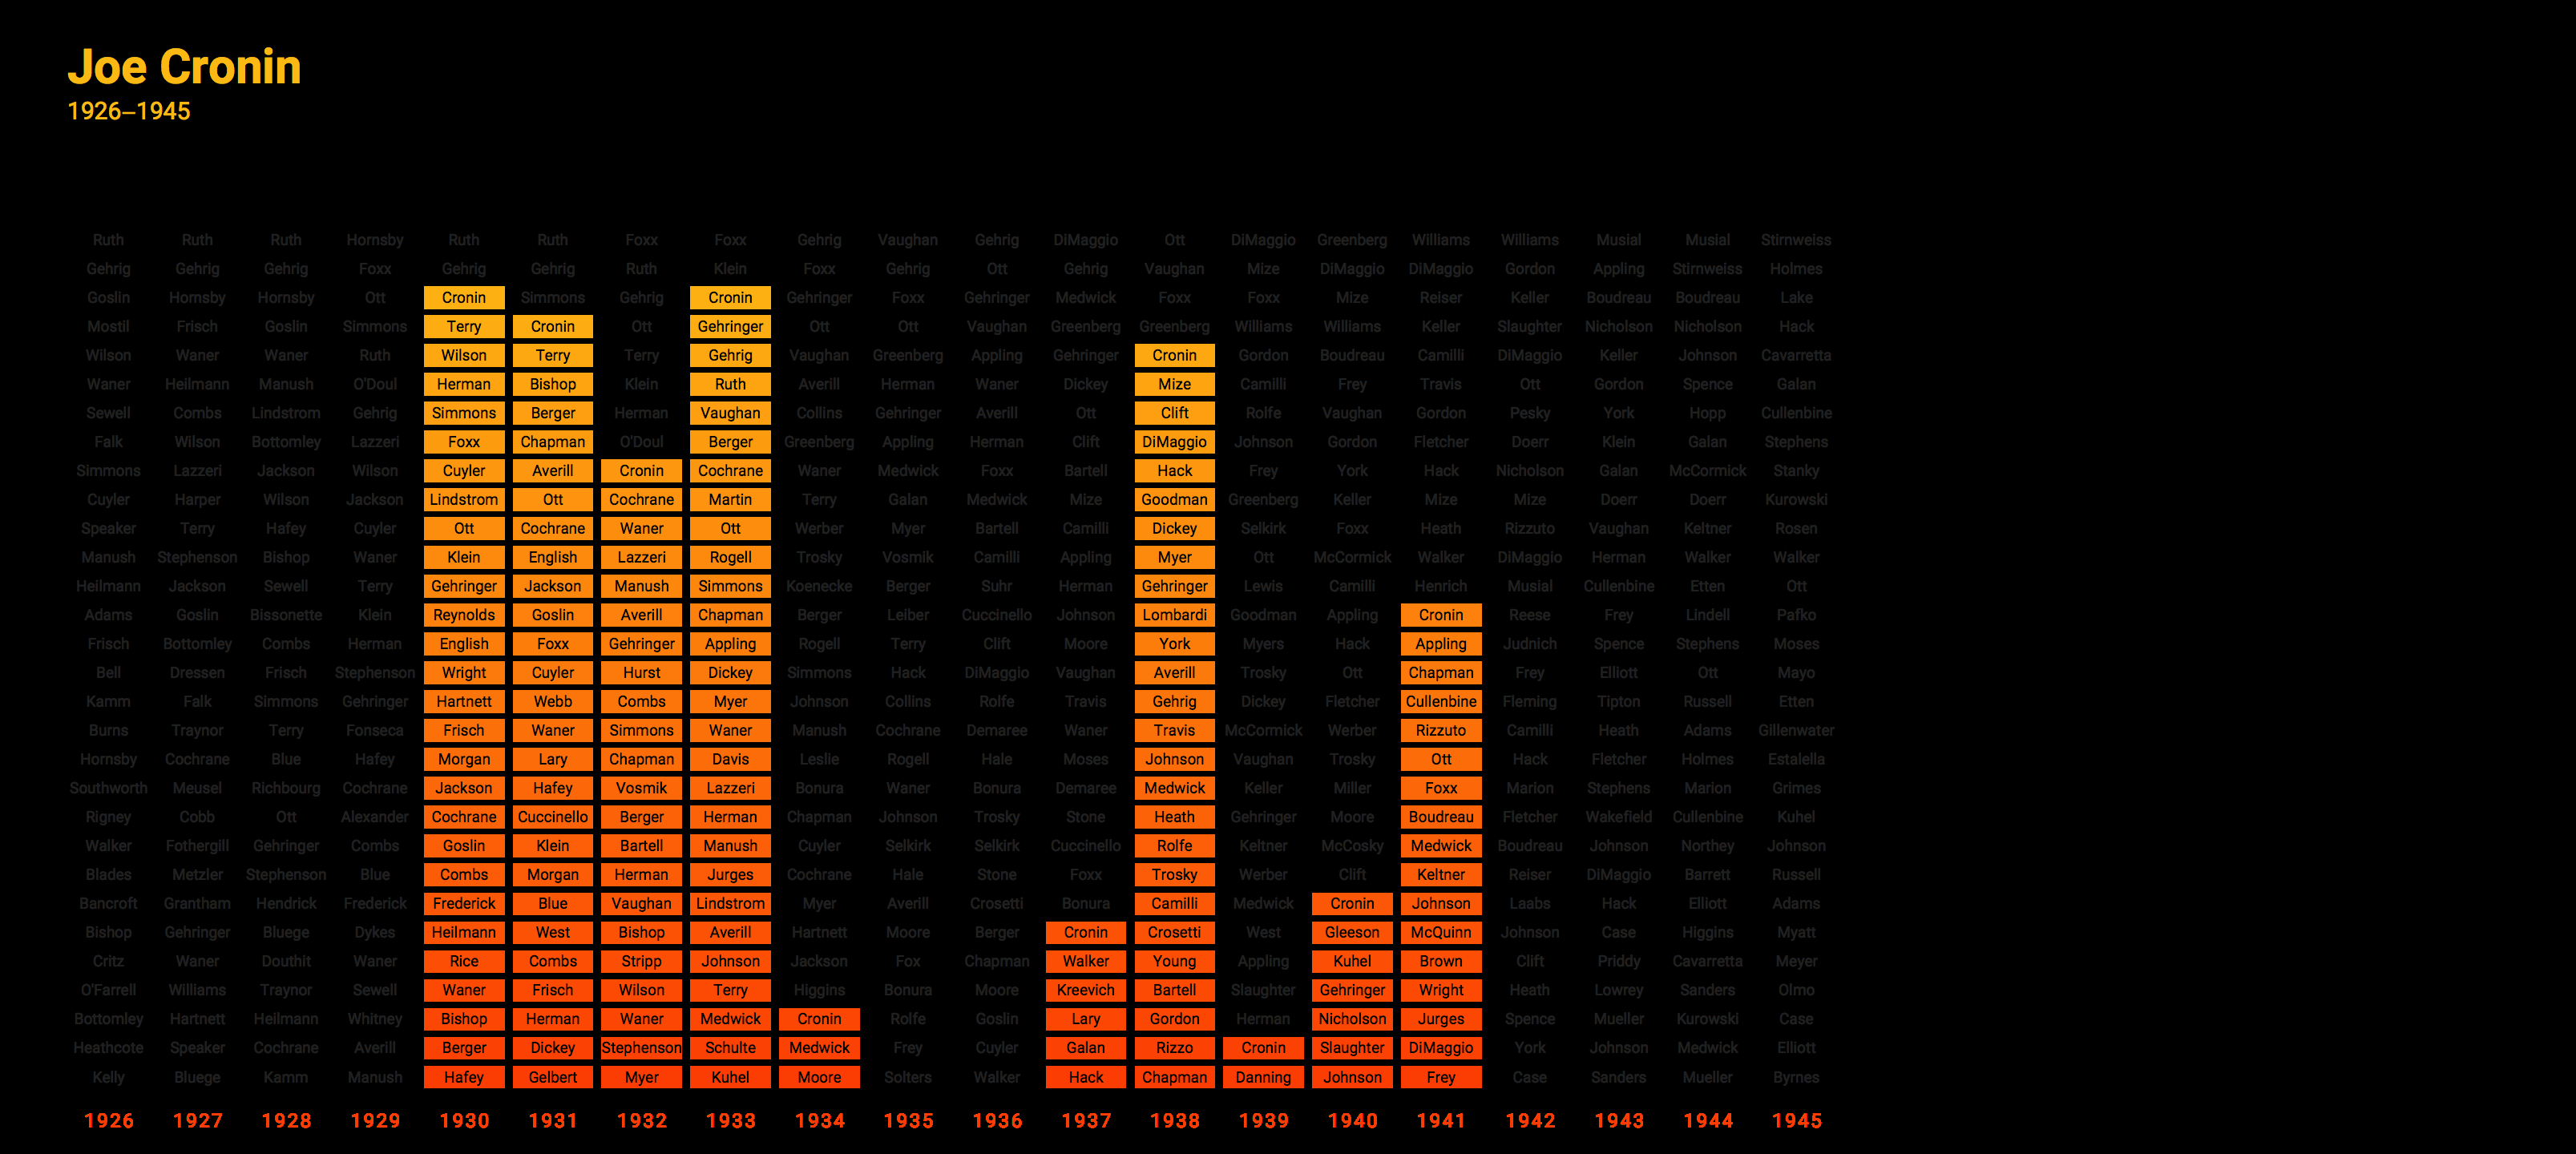 Joe Cronin
1926–1945
Ruth Ruth Ruth Hornsby Ruth Ruth Foxx Foxx Gehrig Vaughan Gehrig DiMaggio Ott DiMaggio Greenberg Williams Williams Musial Musial Stirnweiss
Gehrig Gehrig Gehrig Foxx Gehrig Gehrig Ruth Klein Foxx Gehrig Ott Gehrig Vaughan Mize DiMaggio DiMaggio Gordon Appling Stirnweiss Holmes
Goslin Hornsby Hornsby Ott Cronin Simmons Gehrig Cronin Gehringer Foxx Gehringer Medwick Foxx Foxx Mize Reiser Keller Boudreau Boudreau Lake
Mostil Frisch Goslin Simmons Terry Cronin Ott Gehringer Ott Ott Vaughan Greenberg Greenberg Williams Williams Keller Slaughter Nicholson Nicholson Hack
Wilson Waner Waner Ruth Wilson Terry Terry Gehrig Vaughan Greenberg Appling Gehringer Cronin Gordon Boudreau Camilli DiMaggio Keller Johnson Cavarretta
Waner Heilmann Manush O'Doul Herman Bishop Klein Ruth Averill Herman Waner Dickey Mize Camilli Frey Travis Ott Gordon Spence Galan
Sewell Combs Lindstrom Gehrig Simmons Berger Herman Vaughan Collins Gehringer Averill Ott Clift Rolfe Vaughan Gordon Pesky York Hopp Cullenbine
Falk Wilson Bottomley Lazzeri Foxx Chapman O'Doul Berger Greenberg Appling Herman Clift DiMaggio Johnson Gordon Fletcher Doerr Klein Galan Stephens
Simmons Lazzeri Jackson Wilson Cuyler Averill Cronin Cochrane Waner Medwick Foxx Bartell Hack Frey York Hack Nicholson Galan McCormick Stanky
Cuyler Harper Wilson Jackson Lindstrom Ott Cochrane Martin Terry Galan Medwick Mize Goodman Greenberg Keller Mize Mize Doerr Doerr Kurowski
Speaker Terry Hafey Cuyler Ott Cochrane Waner Ott Werber Myer Bartell Camilli Dickey Selkirk Foxx Heath Rizzuto Vaughan Keltner Rosen
Manush Stephenson Bishop Waner Klein English Lazzeri Rogell Trosky Vosmik Camilli Appling Myer Ott McCormick Walker DiMaggio Herman Walker Walker
Heilmann Jackson Sewell Terry Gehringer Jackson Manush Simmons Koenecke Berger Suhr Herman Gehringer Lewis Camilli Henrich Musial Cullenbine Etten Ott
Adams Goslin Bissonette Klein Reynolds Goslin Averill Chapman Berger Leiber Cuccinello Johnson Lombardi Goodman Appling Cronin Reese Frey Lindell Pafko
Frisch Bottomley Combs Herman English Foxx Gehringer Appling Rogell Terry Clift Moore York Myers Hack Appling Judnich Spence Stephens Moses
Bell Dressen Frisch Stephenson Wright Cuyler Hurst Dickey Simmons Hack DiMaggio Vaughan Averill Trosky Ott Chapman Frey Elliott Ott Mayo
Kamm Falk Simmons Gehringer Hartnett Webb Combs Myer Johnson Collins Rolfe Travis Gehrig Dickey Fletcher Cullenbine Fleming Tipton Russell Etten
Burns Traynor Terry Fonseca Frisch Waner Simmons Waner Manush Cochrane Demaree Waner Travis McCormick Werber Rizzuto Camilli Heath Adams Gillenwater
Hornsby Cochrane Blue Hafey Morgan Lary Chapman Davis Leslie Rogell Hale Moses Johnson Vaughan Trosky Ott Hack Fletcher Holmes Estalella
Southworth Meusel Richbourg Cochrane Jackson Hafey Vosmik Lazzeri Bonura Waner Bonura Demaree Medwick Keller Miller Foxx Marion Stephens Marion Grimes
Rigney Cobb Ott Alexander Cochrane Cuccinello Berger Herman Chapman Johnson Trosky Stone Heath Gehringer Moore Boudreau Fletcher Wakefield Cullenbine Kuhel
Walker Fothergill Gehringer Combs Goslin Klein Bartell Manush Cuyler Selkirk Selkirk Cuccinello Rolfe Keltner McCosky Medwick Boudreau Johnson Northey Johnson
Blades Metzler Stephenson Blue Combs Morgan Herman Jurges Cochrane Hale Stone Foxx Trosky Werber Clift Keltner Reiser DiMaggio Barrett Russell
Bancroft Grantham Hendrick Frederick Frederick Blue Vaughan Lindstrom Myer Averill Crosetti Bonura Camilli Medwick Cronin Johnson Laabs Hack Elliott Adams
Bishop Gehringer Bluege Dykes Heilmann West Bishop Averill Hartnett Moore Berger Cronin Crosetti West Gleeson McQuinn Johnson Case Higgins Myatt
Critz Waner Douthit Waner Rice Combs Stripp Johnson Jackson Fox Chapman Walker Young Appling Kuhel Brown Clift Priddy Cavarretta Meyer
O'Farrell Williams Traynor Sewell Waner Frisch Wilson Terry Higgins Bonura Moore Kreevich Bartell Slaughter Gehringer Wright Heath Lowrey Sanders Olmo
Bottomley Hartnett Heilmann Whitney Bishop Herman Waner Medwick Cronin Rolfe Goslin Lary Gordon Herman Nicholson Jurges Spence Mueller Kurowski Case
Heathcote Speaker Cochrane Averill Berger Dickey Stephenson Schulte Medwick Frey Cuyler Galan Rizzo Cronin Slaughter DiMaggio York Johnson Medwick Elliott
Kelly Bluege Kamm Manush Hafey Gelbert Myer Kuhel Moore Solters Walker Hack Chapman Danning Johnson Frey Case Sanders Mueller Byrnes
1926 1927 1928 1929 1930 1931 1932 1933 1934 1935 1936 1937 1938 1939 1940 1941 1942 1943 1944 1945